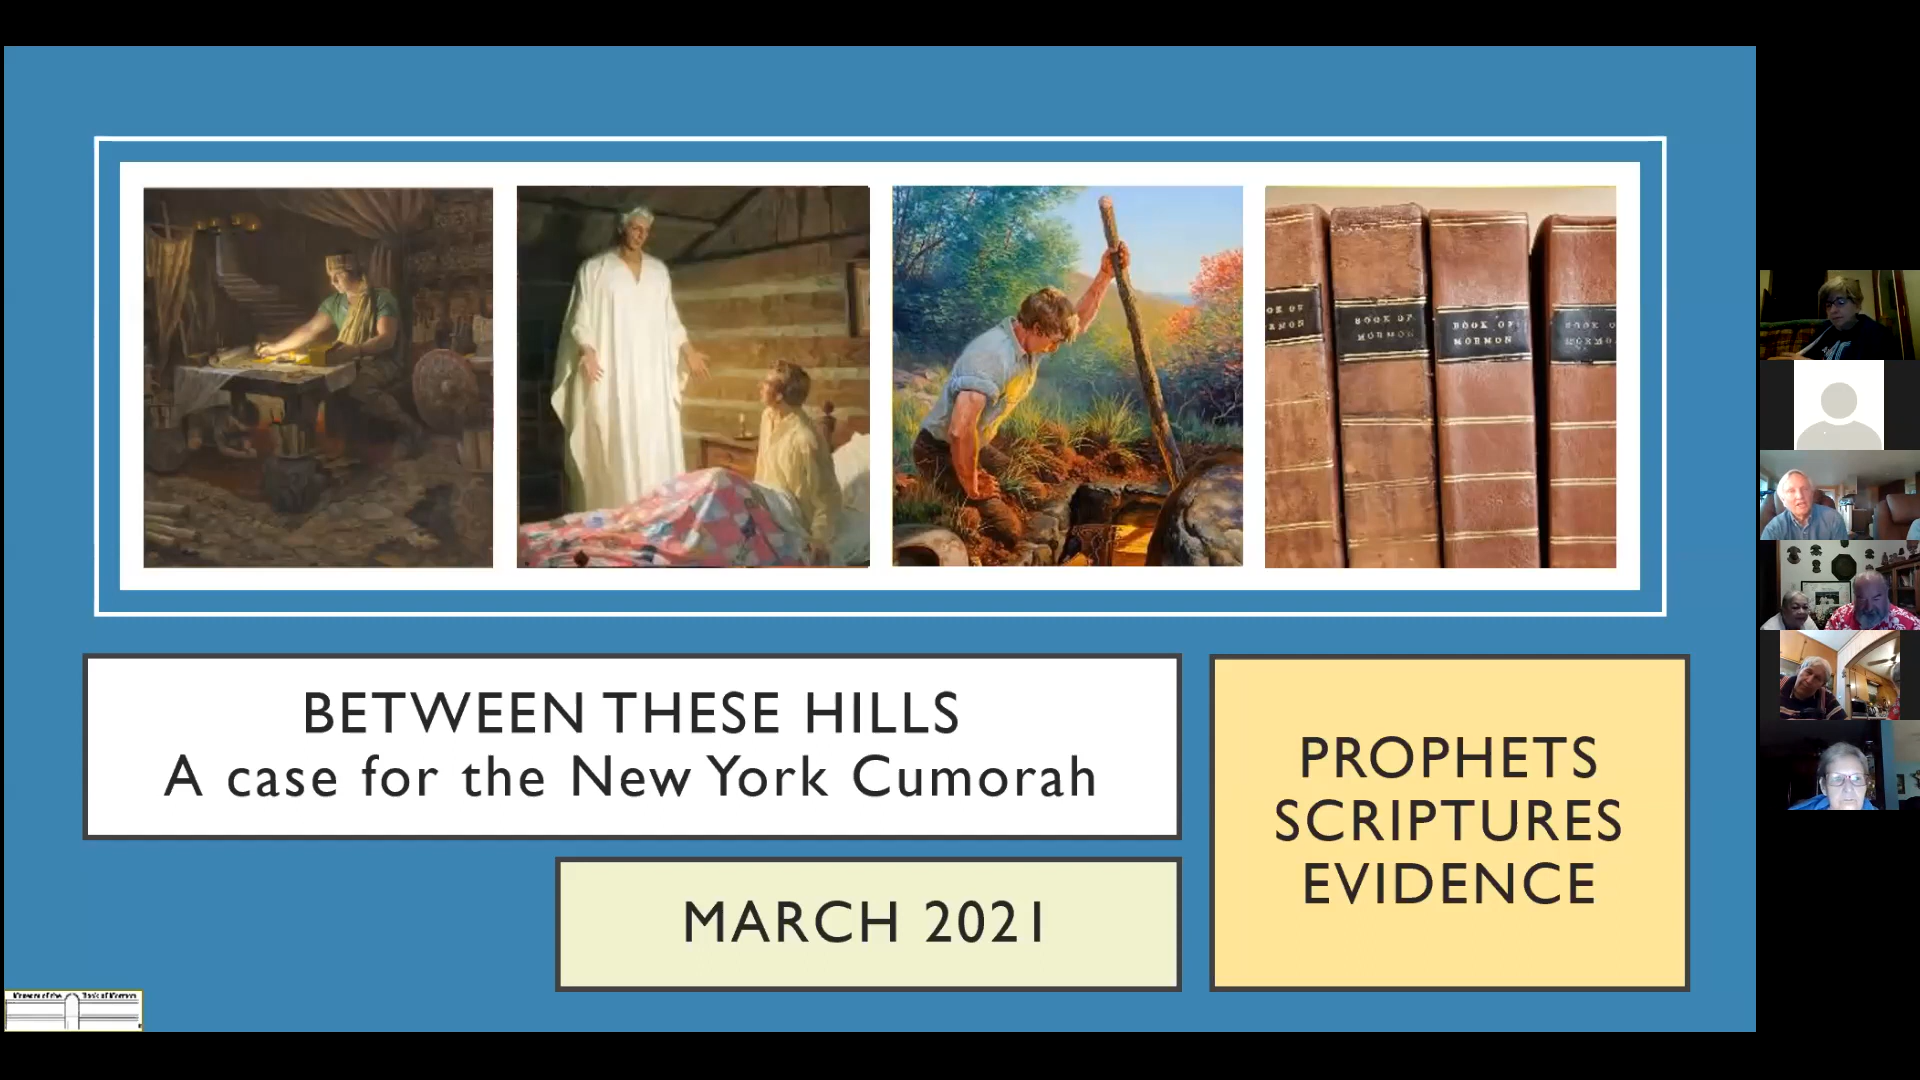 BOOK OF
MORMON
BOOK OF
MORMON
BETWEEN THESE HILLS
A case for the New York Cumorah
PROPHETS
SCRIPTURES
EVIDENCE
MARCH 2021